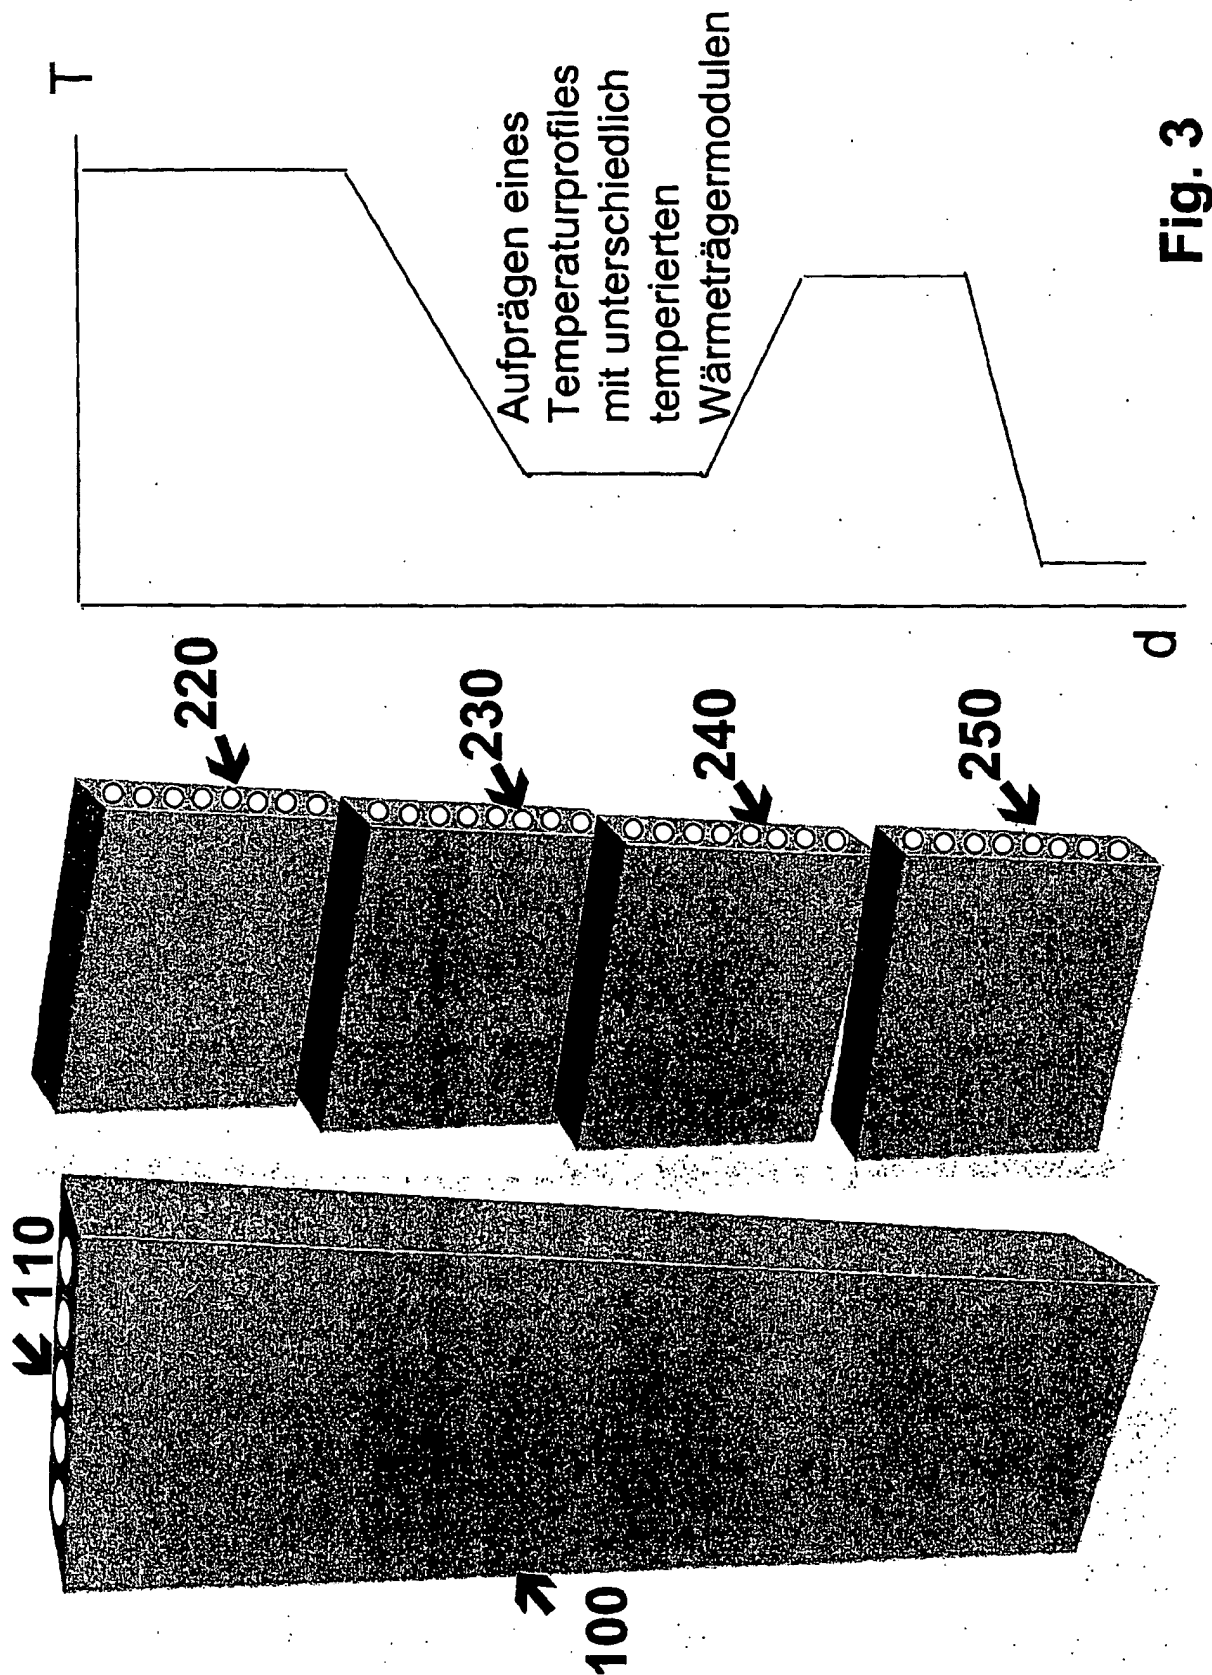 100
110
220
230
240
250
T
d
Aufprägen eines
Temperaturprofiles
mit unterschiedlich
temperierten
Wärmeträgermodulen
Fig. 3